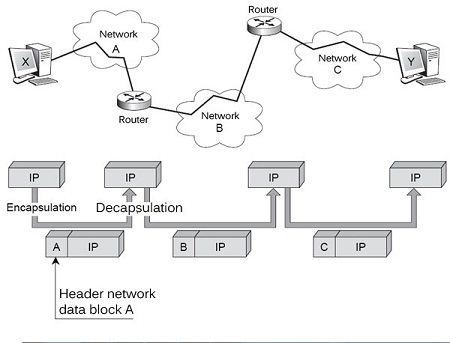 Router
Network
A
X
Network
C
Y
Router
Network
B
IP
IP
IP
IP
Encapsulation
Decapsulation
A
IP
B
IP
C
IP
Header network
data block A